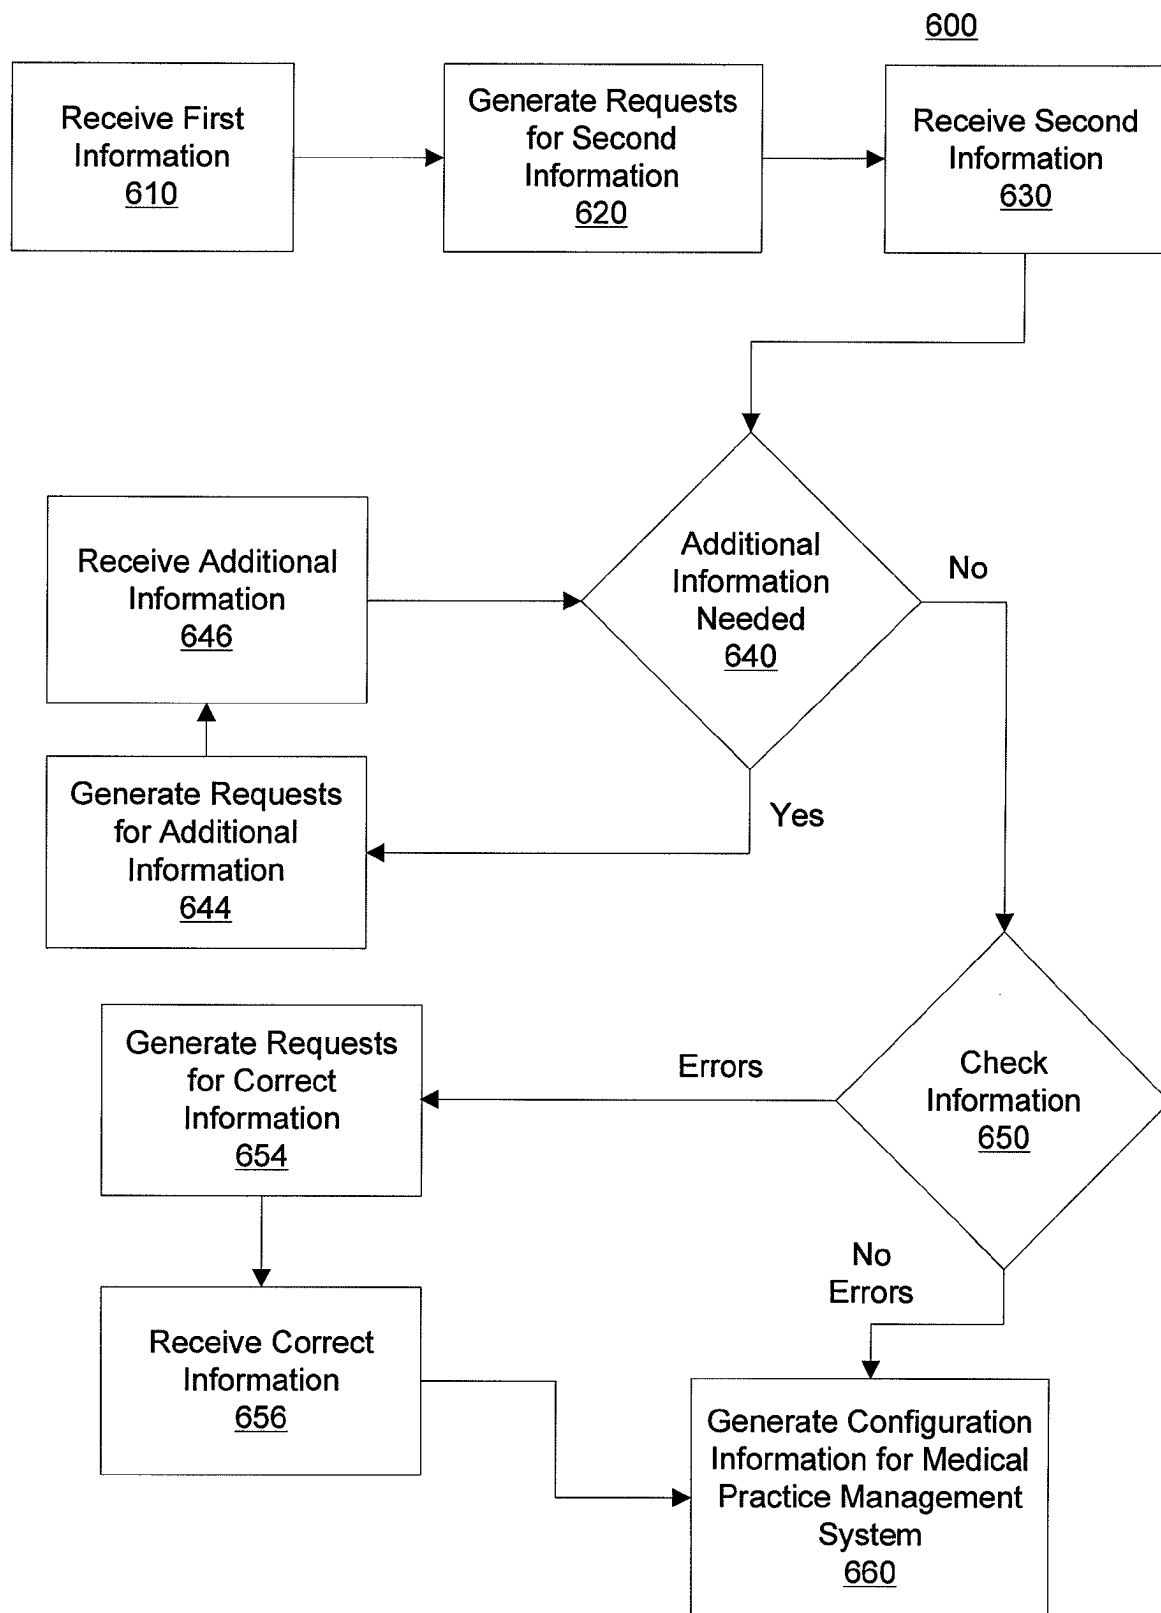 600
Receive First
Information
610
Generate Requests
for Second
Information
620
Receive Second
Information
630
Additional
Information
Needed
640
No
Yes
Receive Additional
Information
646
Generate Requests
for Additional
Information
644
Check
Information
650
Errors
No
Errors
Generate Requests
for Correct
Information
654
Receive Correct
Information
656
Generate Configuration
Information for Medical
Practice Management
System
660